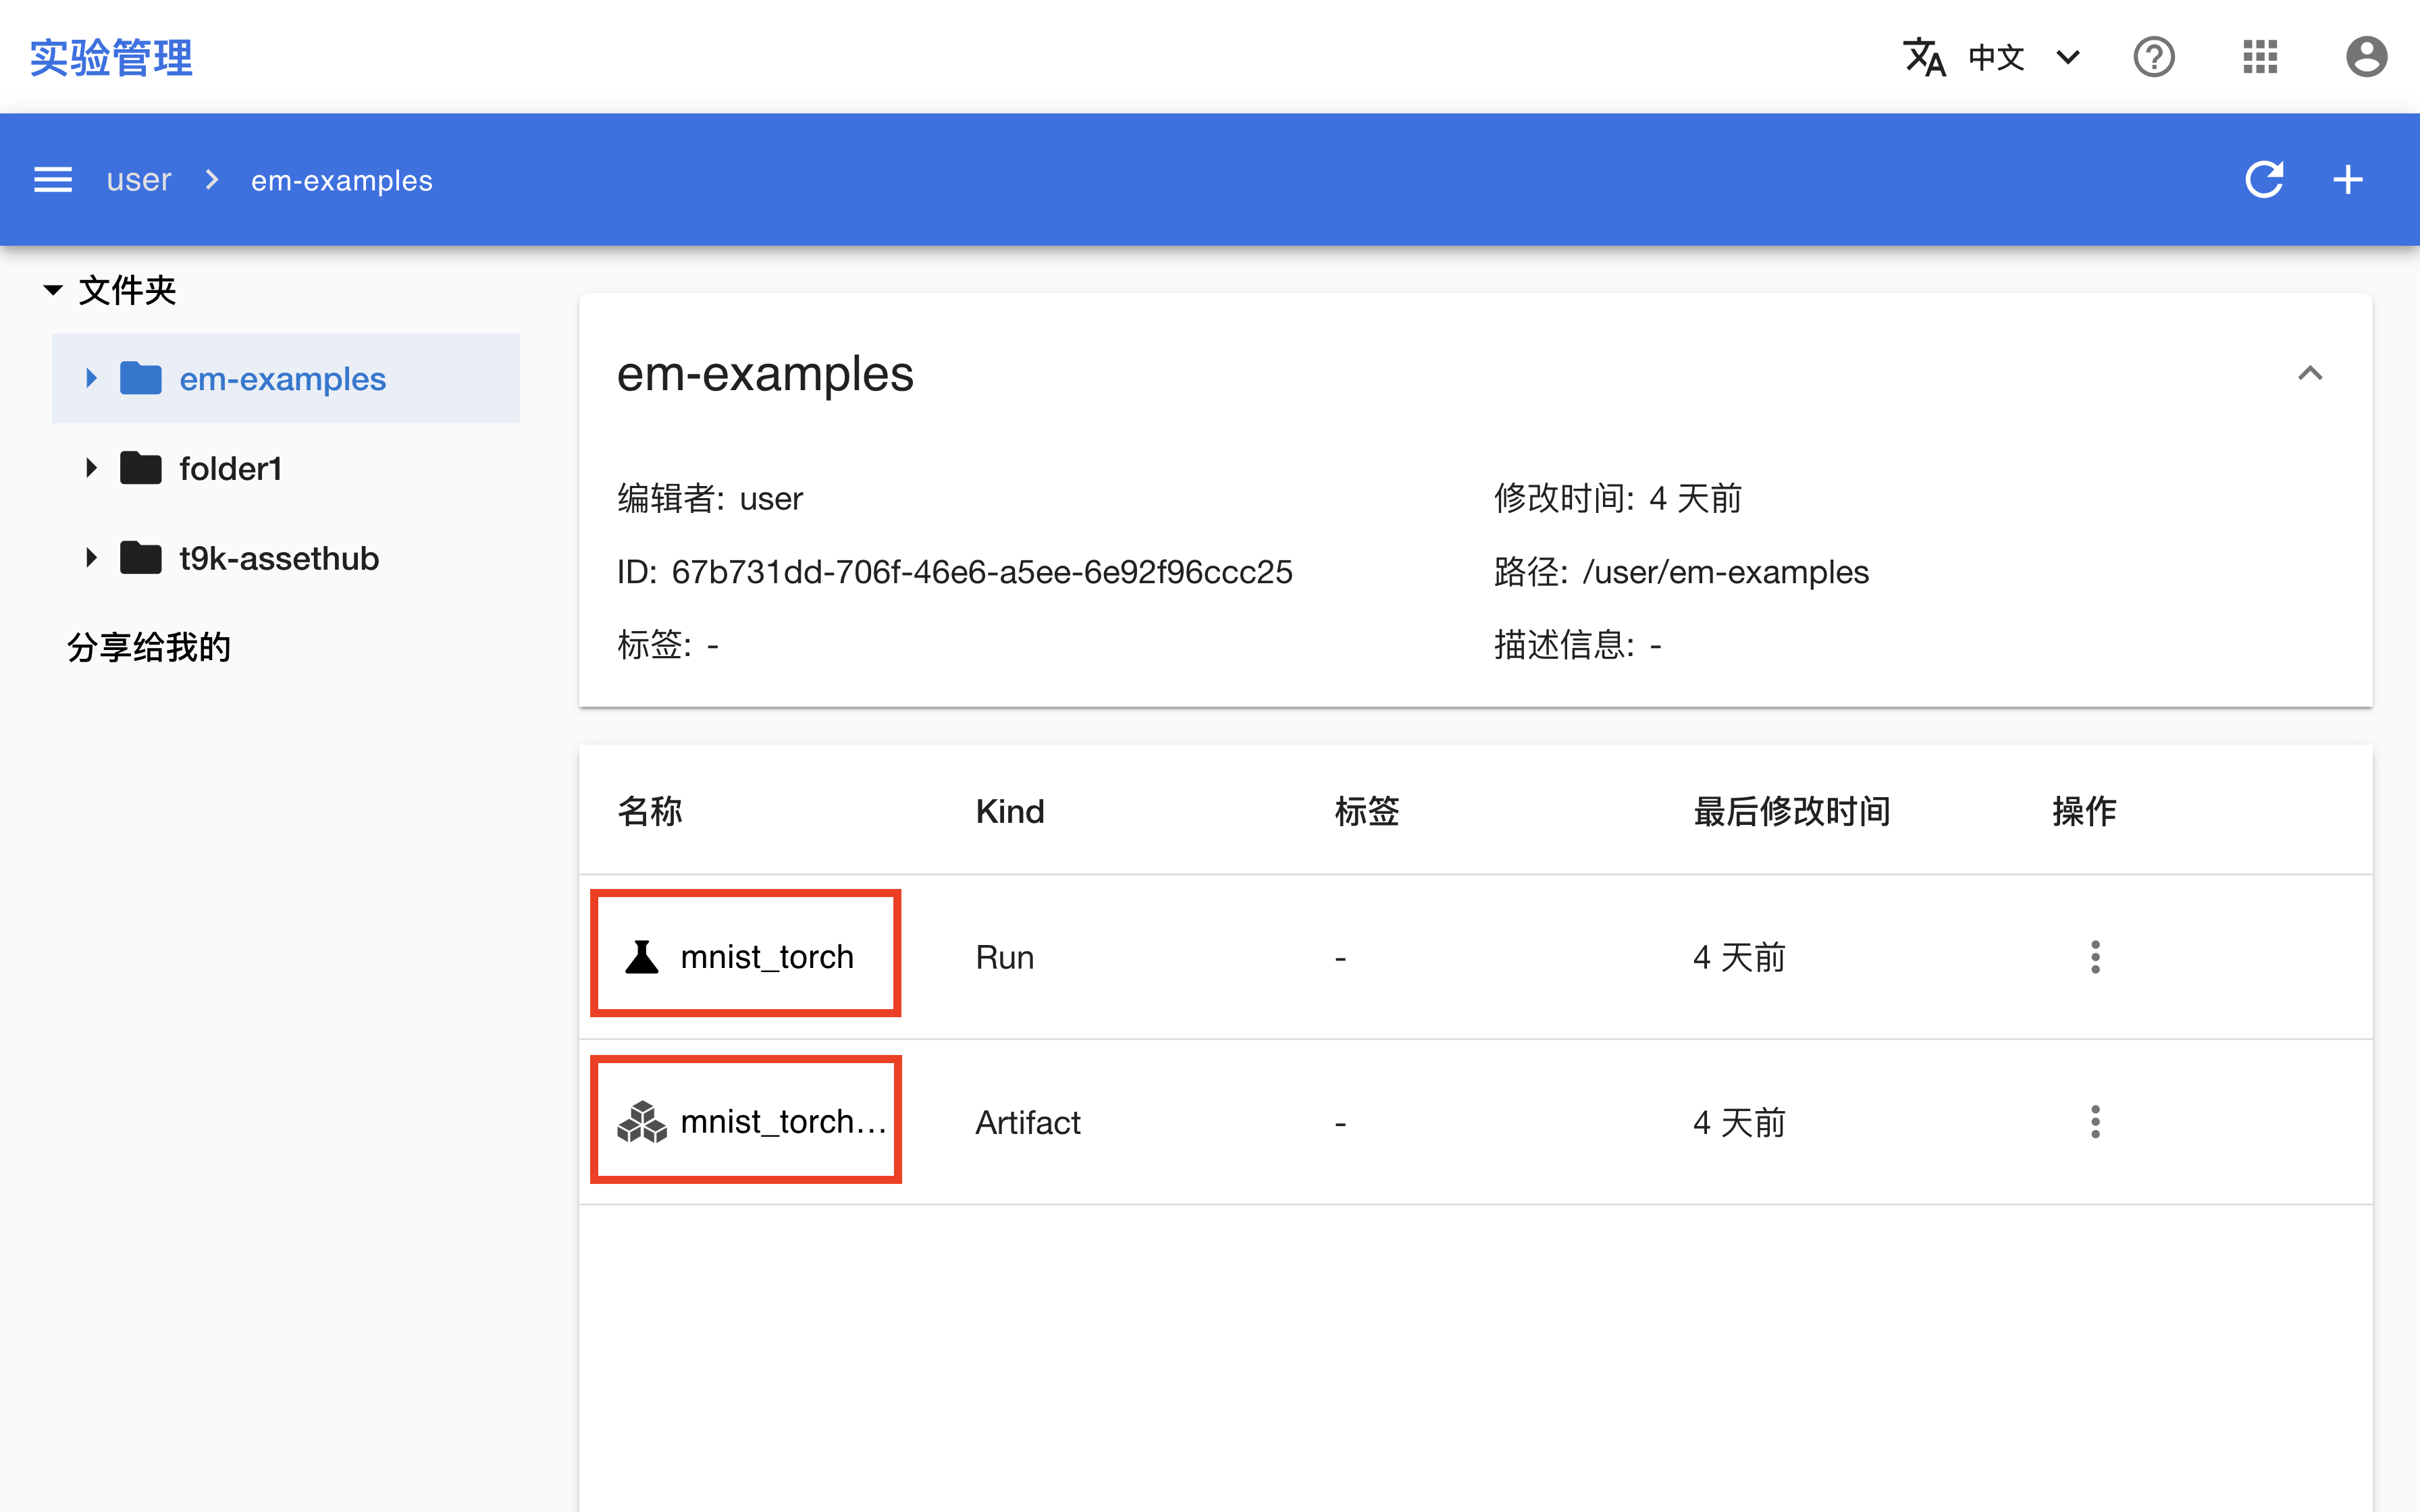 实验管理
中文
user > em-examples
文件夹
em-examples
folder1
t9k-assethub
分享给我的
em-examples
编辑者: user
修改时间: 4 天前
ID: 67b731dd-706f-46e6-a5ee-6e92f96ccc25
路径: /user/em-examples
标签: -
描述信息: -
名称 Kind 标签 最后修改时间 操作
mnist_torch Run - 4 天前
mnist_torch... Artifact - 4 天前